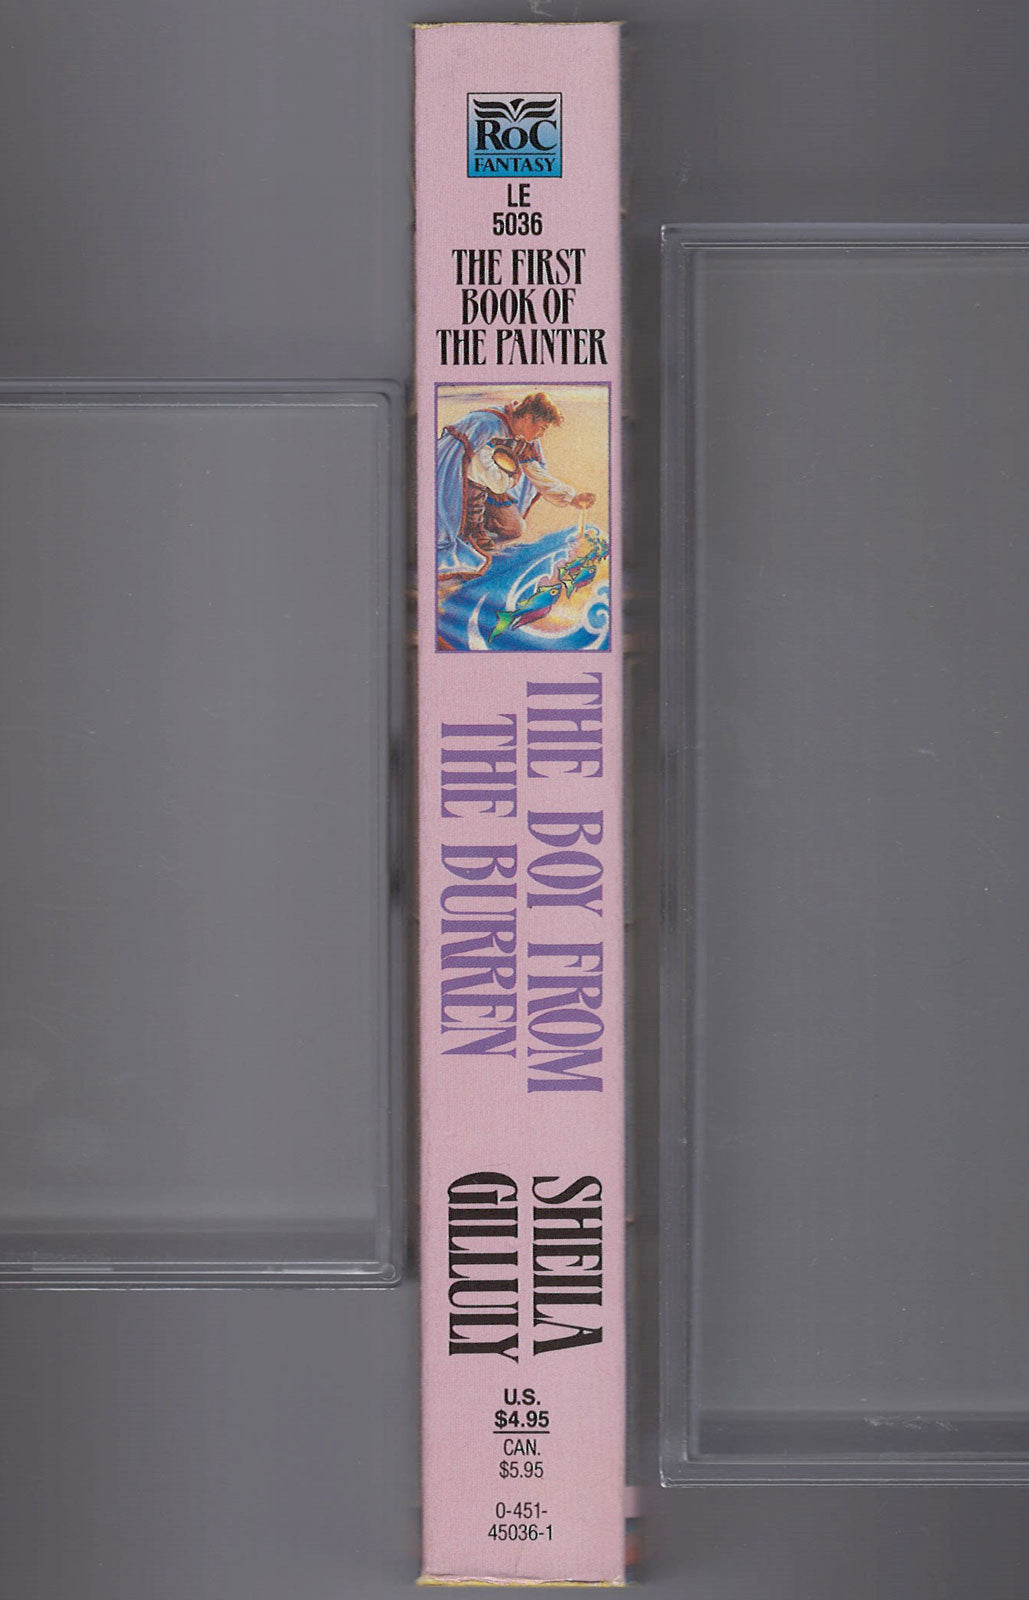 RoC
FANTASY
LE
5036
THE FIRST
BOOK OF
THE PAINTER
THE BOY FROM
THE BURREN
SHEILA
GILLULY
U.S.
$4.95
CAN.
$5.95
0-451-
45036-1